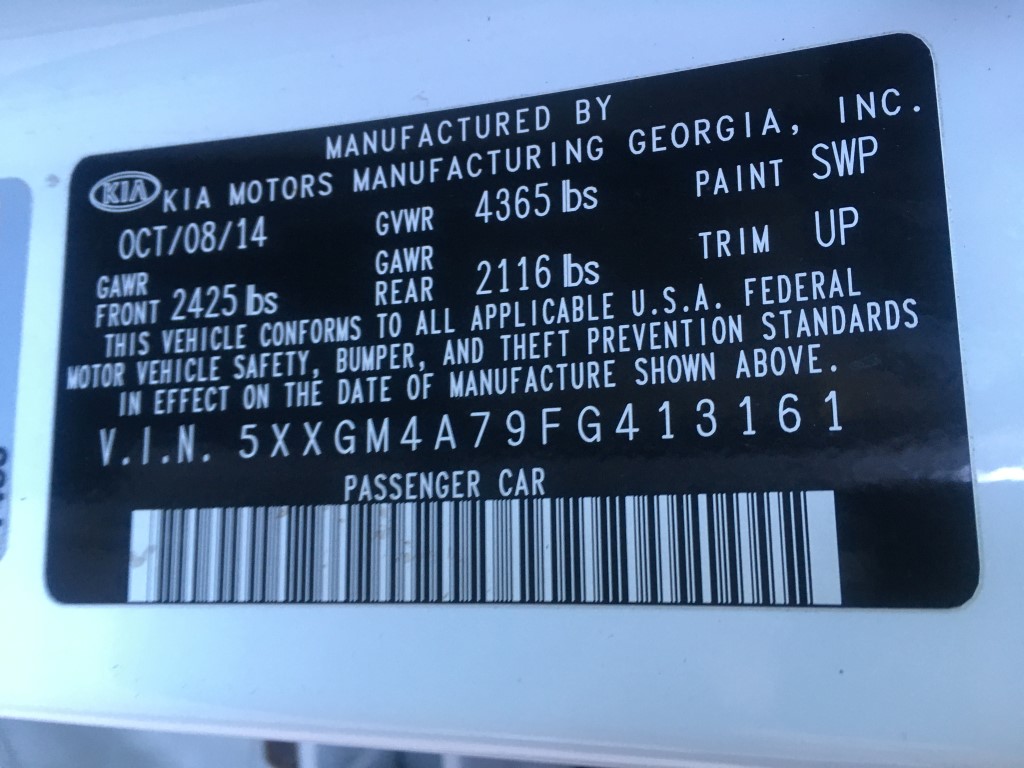 MANUFACTURED BY
KIA KIA MOTORS MANUFACTURING GEORGIA, INC.
OCT/08/14 GVWR 4365 lbs PAINT SWP
GAWR FRONT 2425 lbs GAWR REAR 2116 lbs TRIM UP
THIS VEHICLE CONFORMS TO ALL APPLICABLE U.S.A. FEDERAL
MOTOR VEHICLE SAFETY, BUMPER, AND THEFT PREVENTION STANDARDS
IN EFFECT ON THE DATE OF MANUFACTURE SHOWN ABOVE.
V.I.N. 5XXGM4A79FG413161
PASSENGER CAR